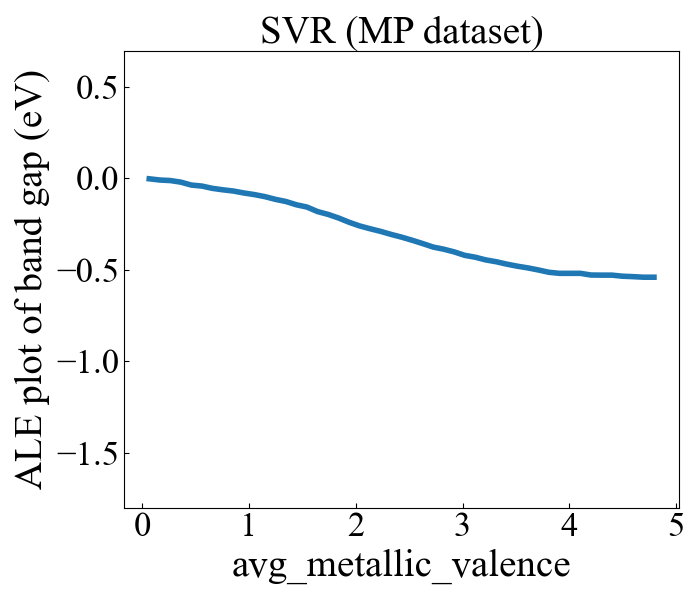 SVR (MP dataset)
ALE plot of band gap (eV)
0.5
0.0
−0.5
−1.0
−1.5
0 1 2 3 4 5
avg_metallic_valence